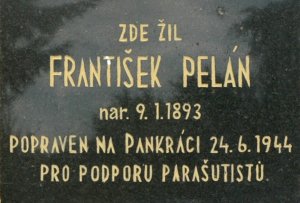 ZDE ŽIL
FRANTIŠEK PELÁN
nar. 9.1.1893
POPRAVEN NA PANKRÁCI 24.6.1944
PRO PODPORU PARAŠUTISTŮ.